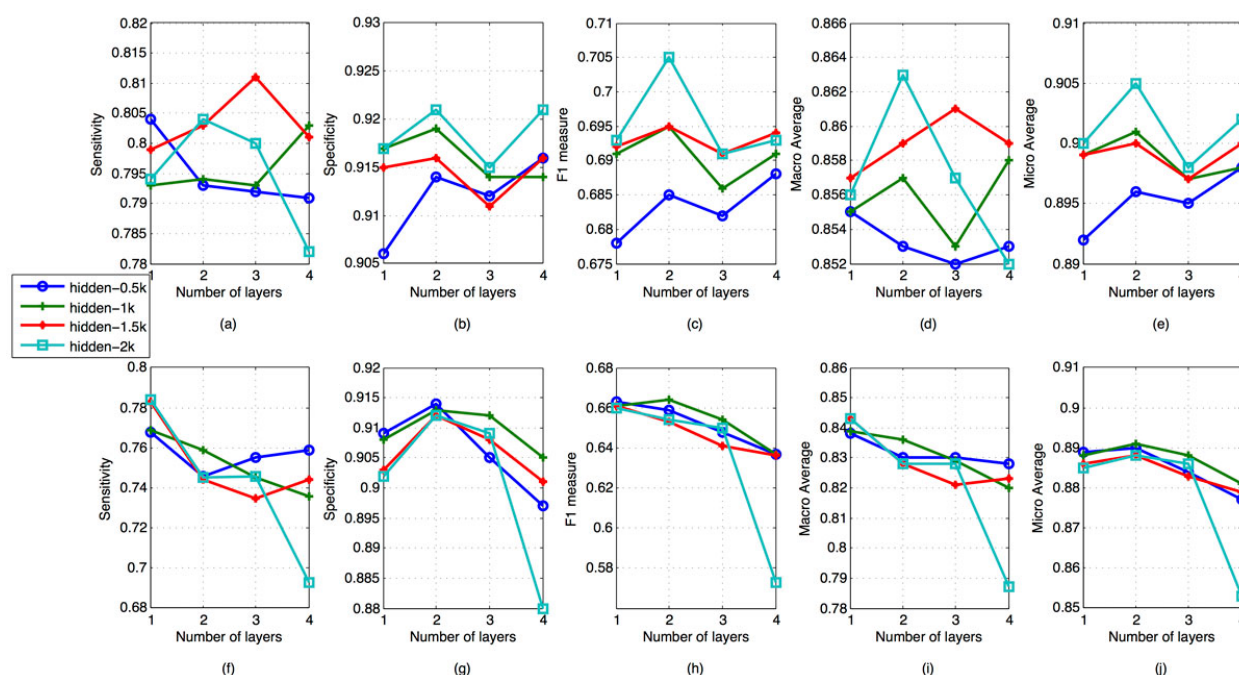 0.82
0.815
0.81
0.805
0.8
0.795
0.79
0.785
0.78
Sensitivity
1 2 3 4
Number of layers
(a)
0.93
0.925
0.92
0.915
0.91
0.905
Specificity
1 2 3 4
Number of layers
(b)
0.71
0.705
0.7
0.695
0.69
0.685
0.68
0.675
F1 measure
1 2 3 4
Number of layers
(c)
0.866
0.864
0.862
0.86
0.858
0.856
0.854
0.852
Macro Average
1 2 3 4
Number of layers
(d)
0.91
0.905
0.9
0.895
0.89
Micro Average
1 2 3 4
Number of layers
(e)
hidden-0.5k
hidden-1k
hidden-1.5k
hidden-2k
0.8
0.78
0.76
0.74
0.72
0.7
0.68
Sensitivity
1 2 3 4
Number of layers
(f)
0.92
0.915
0.91
0.905
0.9
0.895
0.89
0.885
0.88
Specificity
1 2 3 4
Number of layers
(g)
0.68
0.66
0.64
0.62
0.6
0.58
F1 measure
1 2 3 4
Number of layers
(h)
0.86
0.85
0.84
0.83
0.82
0.81
0.8
0.79
0.78
Macro Average
1 2 3 4
Number of layers
(i)
0.91
0.9
0.89
0.88
0.87
0.86
0.85
Micro Average
1 2 3
Number of layers
(j)